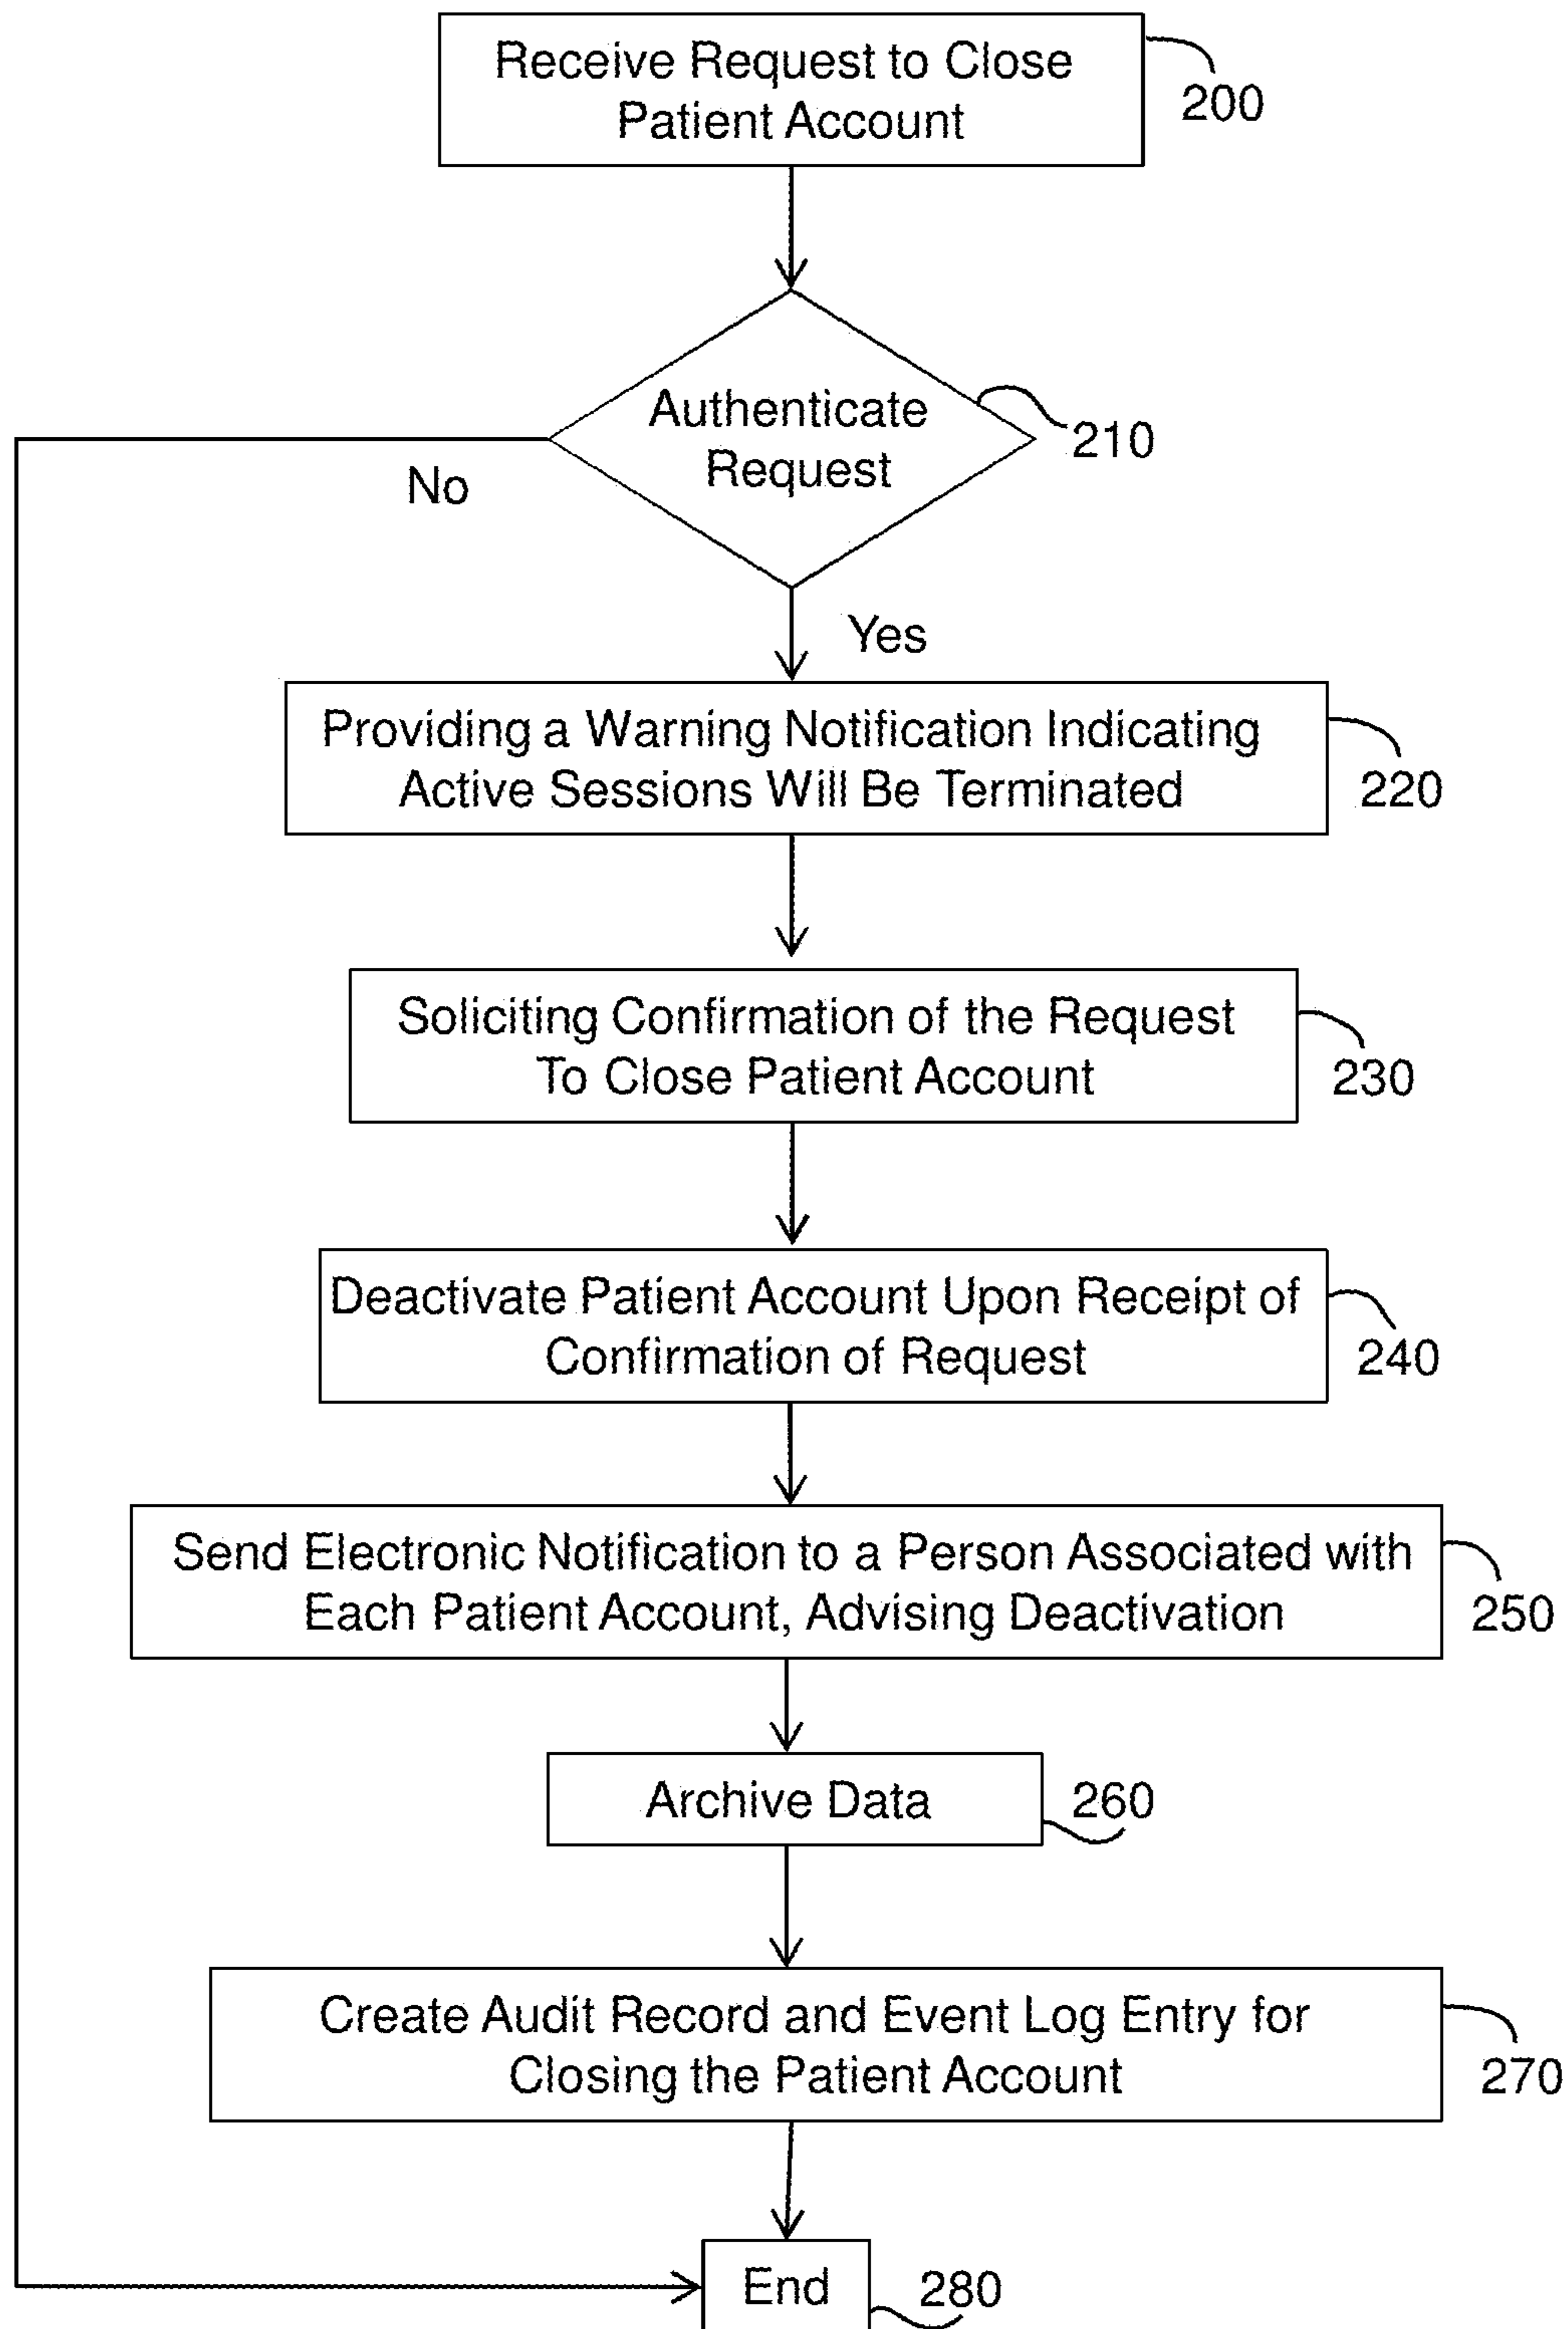 Receive Request to Close
Patient Account
200
Authenticate
Request
210
No
Yes
Providing a Warning Notification Indicating
Active Sessions Will Be Terminated
220
Soliciting Confirmation of the Request
To Close Patient Account
230
Deactivate Patient Account Upon Receipt of
Confirmation of Request
240
Send Electronic Notification to a Person Associated with
Each Patient Account, Advising Deactivation
250
Archive Data
260
Create Audit Record and Event Log Entry for
Closing the Patient Account
270
End
280